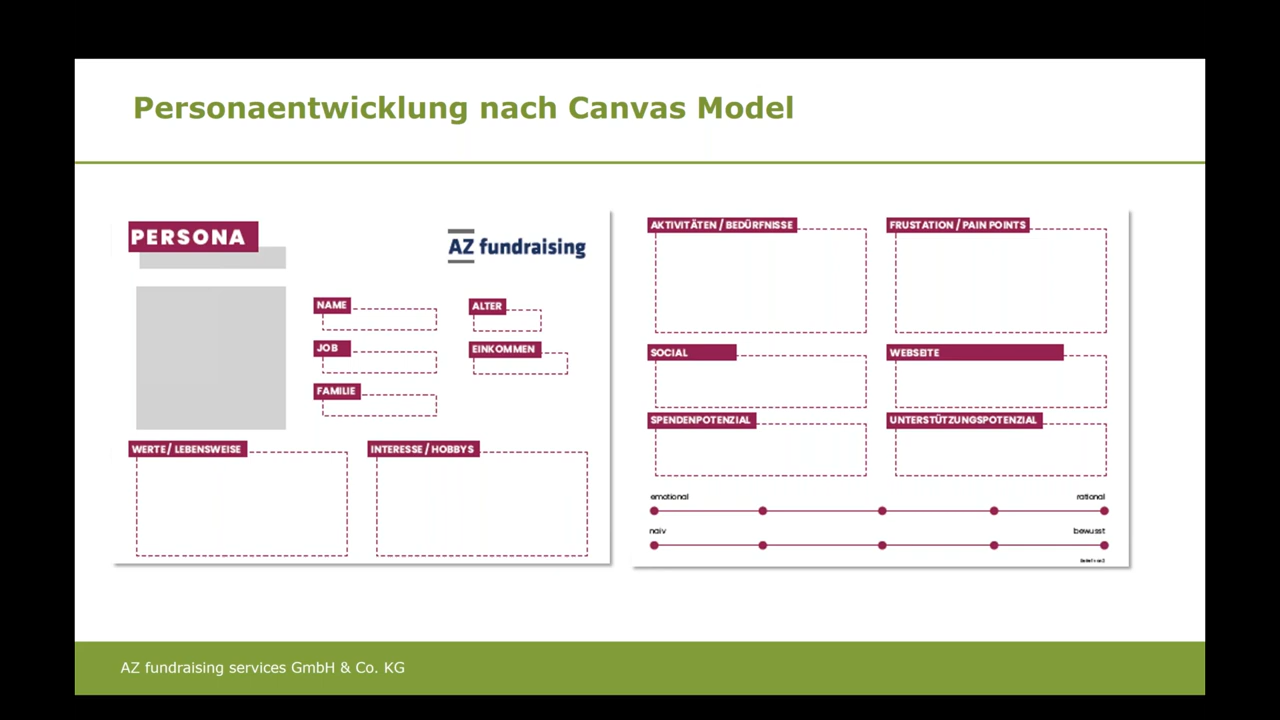 Personaentwicklung nach Canvas Model
PERSONA
AZ fundraising
NAME
ALTER
JOB
EINKOMMEN
FAMILIE
WERTE / LEBENSWEISE
INTERESSE / HOBBYS
AKTIVITÄTEN / BEDÜRFNISSE
FRUSTATION / PAIN POINTS
SOCIAL
WEBSEITE
SPENDENPOTENZIAL
UNTERSTÜTZUNGSPOTENZIAL
emotional
rational
naiv
bewusst
AZ fundraising services GmbH & Co. KG